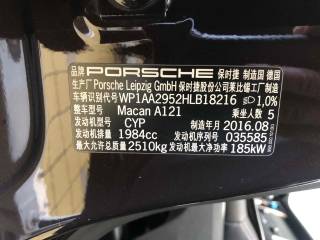 品牌 PORSCHE 保时捷 制造国 德国
生产厂 Porsche Leipzig GmbH 保时捷股份公司莱比锡工厂制造
车辆识别代号 WP1AA2952HLB18216 1,0%
整车型号 Macan A121 乘坐人数 5
发动机型号 CYP 制造年月 2016.08
发动机排量 1984cc 发动机序列号 035585
最大允许总质量 2510kg 发动机最大净功率 185kW